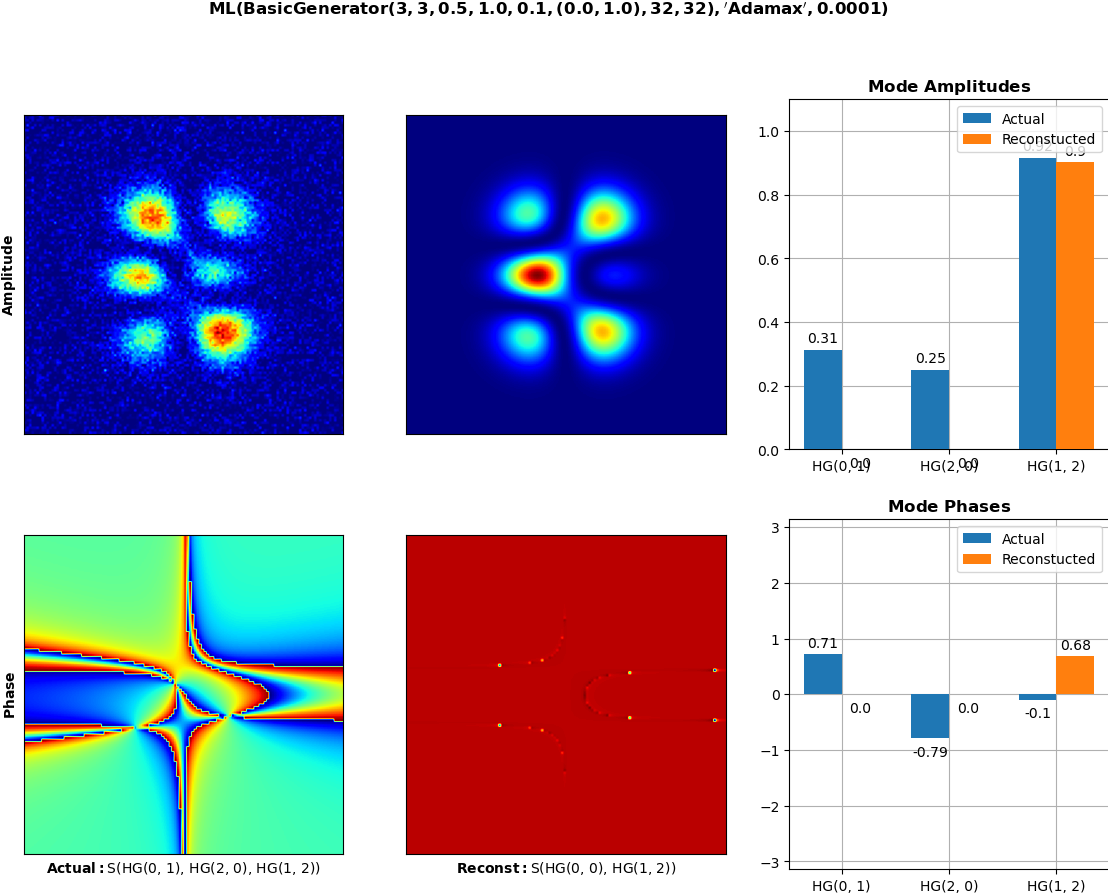 ML(BasicGenerator(3, 3, 0.5, 1.0, 0.1, (0.0, 1.0), 32, 32), ′Adamax′, 0.0001)
Amplitude
Mode Amplitudes
Actual
Reconstucted
1.0
0.8
0.6
0.4
0.2
0.0
0.31
0.25
0.92
0.9
0.0
0.0
HG(0, 1)
HG(2, 0)
HG(1, 2)
Phase
Actual: S(HG(0, 1), HG(2, 0), HG(1, 2))
Reconst: S(HG(0, 0), HG(1, 2))
Mode Phases
Actual
Reconstucted
3
2
1
0
−1
−2
−3
0.71
0.0
-0.79
0.0
-0.1
0.68
HG(0, 1)
HG(2, 0)
HG(1, 2)